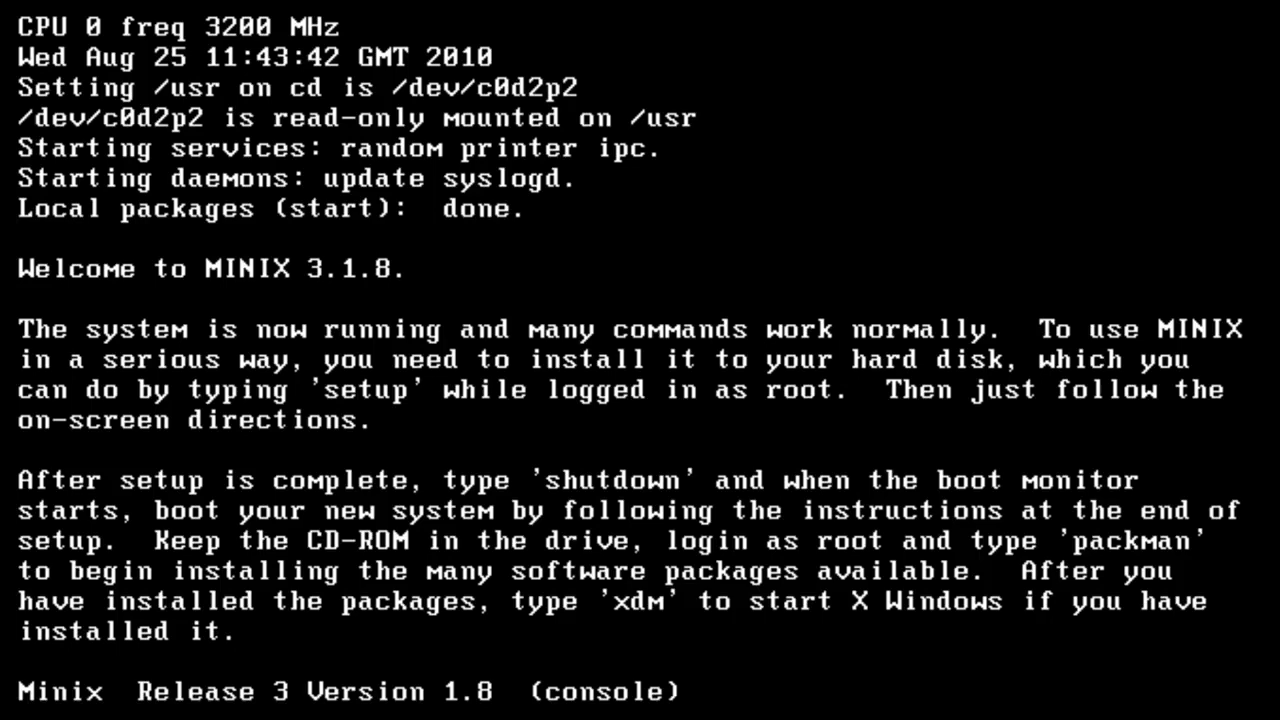 CPU 0 freq 3200 MHz
Wed Aug 25 11:43:42 GMT 2010
Setting /usr on cd is /dev/c0d2p2
/dev/c0d2p2 is read-only mounted on /usr
Starting services: random printer ipc.
Starting daemons: update syslogd.
Local packages (start):  done.

Welcome to MINIX 3.1.8.

The system is now running and many commands work normally.  To use MINIX
in a serious way, you need to install it to your hard disk, which you
can do by typing 'setup' while logged in as root.  Then just follow the
on-screen directions.

After setup is complete, type 'shutdown' and when the boot monitor
starts, boot your new system by following the instructions at the end of
setup.  Keep the CD-ROM in the drive, login as root and type 'packman'
to begin installing the many software packages available.  After you
have installed the packages, type 'xdm' to start X Windows if you have
installed it.

Minix  Release 3 Version 1.8  (console)